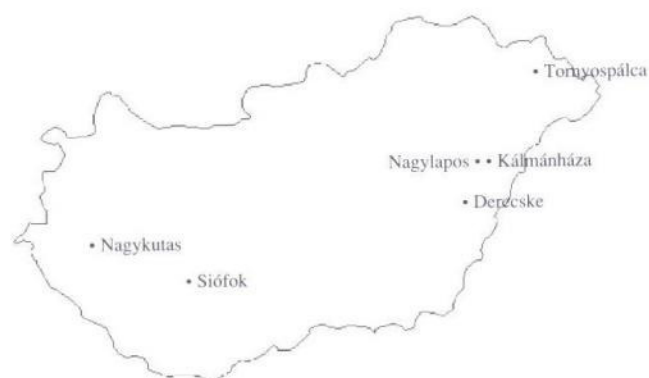 Tornyospálca
Nagylapos
Kálmánháza
Derecske
Nagykutas
Siófok